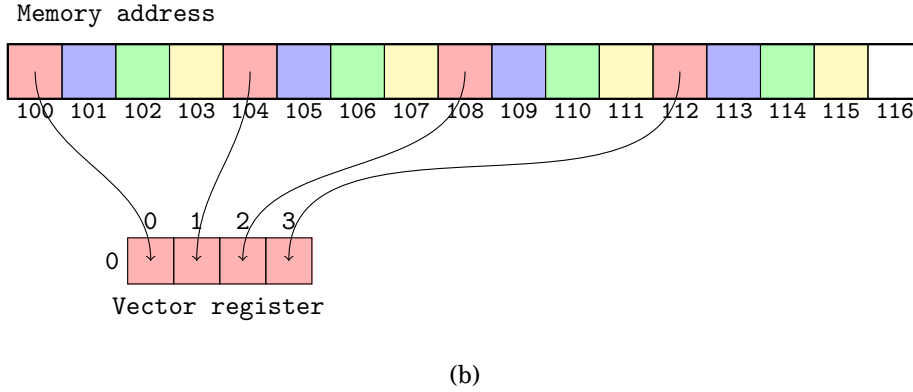 Memory address
100 101 102 103 104 105 106 107 108 109 110 111 112 113 114 115 116
0 1 2 3
0
Vector register
(b)